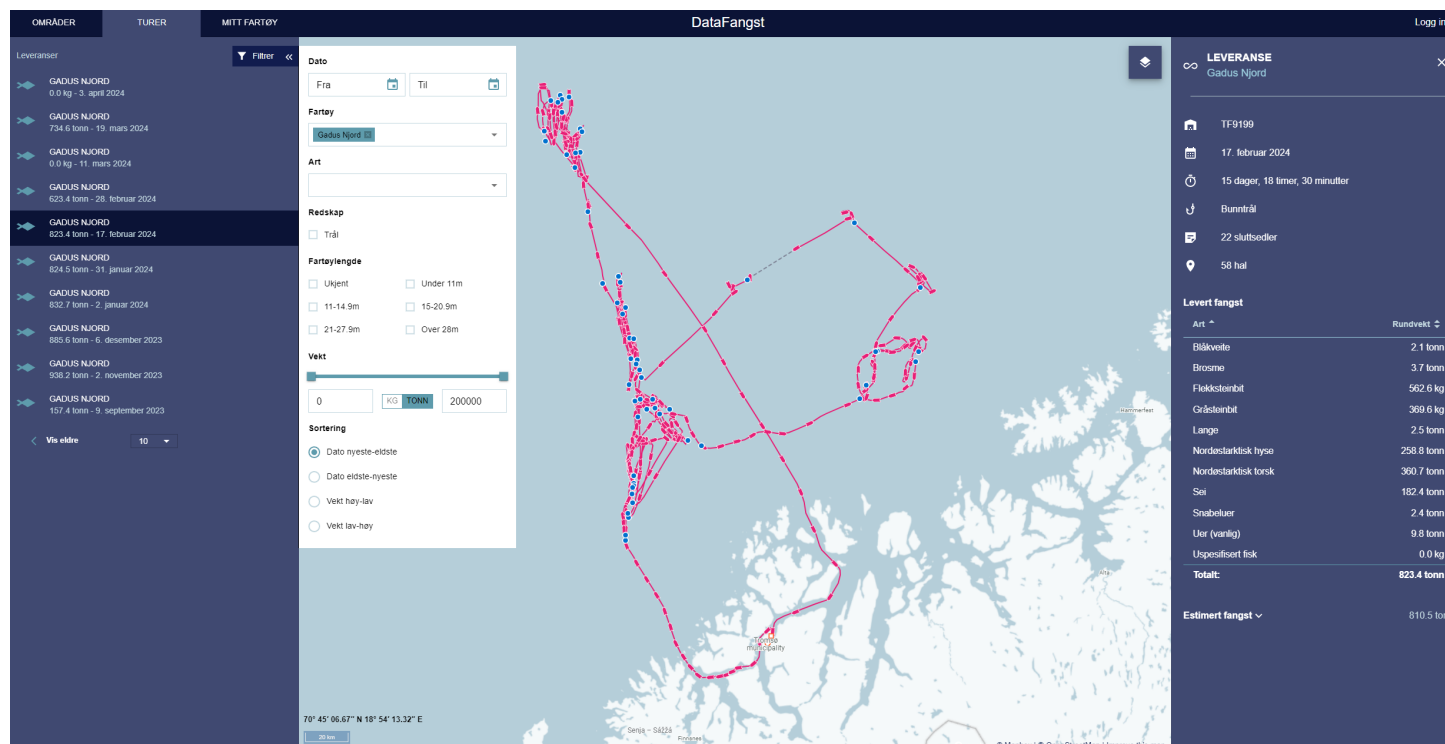 OMRÅDER
TURER
MITT FARTØY
DataFangst
Logg in
Leveranser
Filtrer
GADUS NJORD
0.0 kg - 3. april 2024
GADUS NJORD
734.6 tonn - 19. mars 2024
GADUS NJORD
0.0 kg - 11. mars 2024
GADUS NJORD
623.4 tonn - 28. februar 2024
GADUS NJORD
823.4 tonn - 17. februar 2024
GADUS NJORD
824.5 tonn - 31. januar 2024
GADUS NJORD
832.7 tonn - 2. januar 2024
GADUS NJORD
885.6 tonn - 6. desember 2023
GADUS NJORD
938.2 tonn - 2. november 2023
GADUS NJORD
157.4 tonn - 9. september 2023
Vis eldre
10
Dato
Fra
Til
Fartøy
Gadus Njord
Art
Redskap
Trål
Fartøylengde
Ukjent
Under 11m
11-14.9m
15-20.9m
21-27.9m
Over 28m
Vekt
0
KG TONN
200000
Sortering
Dato nyeste-eldste
Dato eldste-nyeste
Vekt høy-lav
Vekt lav-høy
Hammerfest
Alta
Tromsø
municipality
Senja – Sážžá
Finnsnes
70° 45' 06.67" N 18° 54' 13.32" E
20 km
LEVERANSE
Gadus Njord
TF9199
17. februar 2024
15 dager, 18 timer, 30 minutter
Bunntrål
22 sluttsedler
58 hal
Levert fangst
Art Rundvekt
Blåkveite 2.1 tonn
Brosme 3.7 tonn
Flekksteinbit 562.6 kg
Gråsteinbit 369.6 kg
Lange 2.5 tonn
Nordøstarktisk hyse 258.8 tonn
Nordøstarktisk torsk 360.7 tonn
Sei 182.4 tonn
Snabeluer 2.4 tonn
Uer (vanlig) 9.8 tonn
Uspesifisert fisk 0.0 kg
Totalt: 823.4 tonn
Estimert fangst 810.5 ton